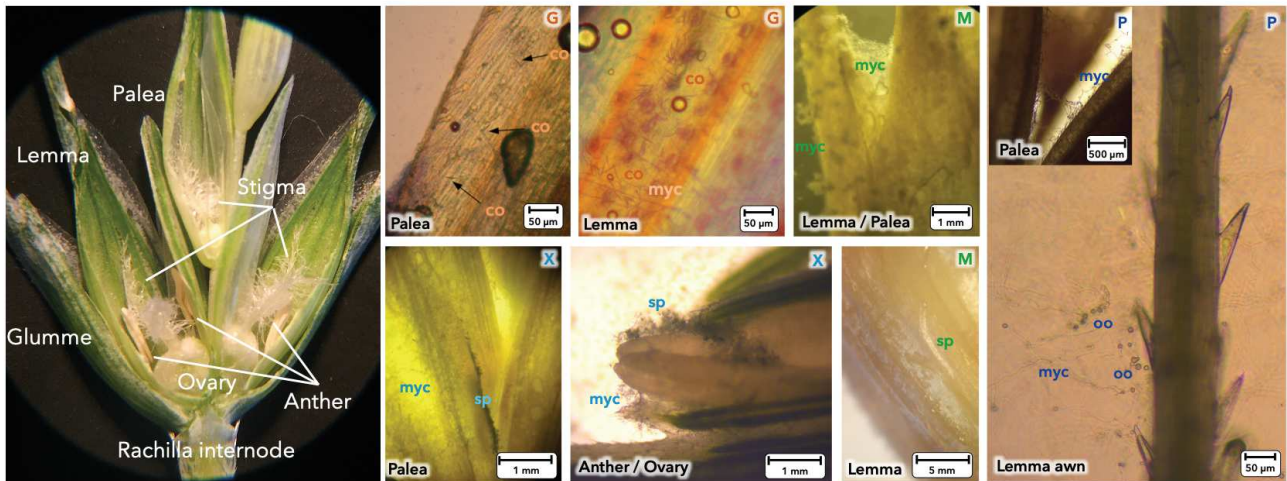 Palea
Lemma
Stigma
Glumme
Ovary
Anther
Rachilla internode
G
co
co
co
50 µm
Palea
G
co
co
myc
50 µm
Lemma
M
myc
myc
1 mm
Lemma / Palea
P
myc
500 µm
Palea
P
oo
myc
oo
50 µm
Lemma awn
X
myc
sp
1 mm
Palea
X
sp
myc
1 mm
Anther / Ovary
M
sp
5 mm
Lemma